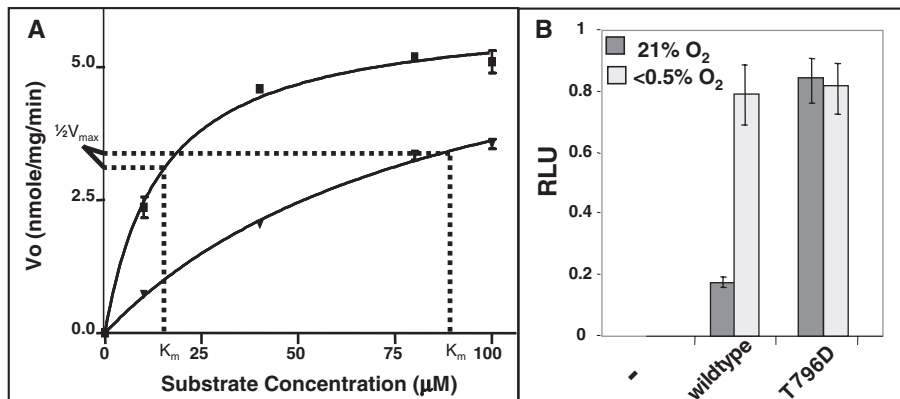 A
Vo (nmole/mg/min)
5.0
½Vmax
2.5
0.0
0
Km
25
50
75
Km
100
Substrate Concentration (µM)
B
RLU
1
0.8
0.6
0.4
0.2
0
21% O2
<0.5% O2
-
wildtype
T796D